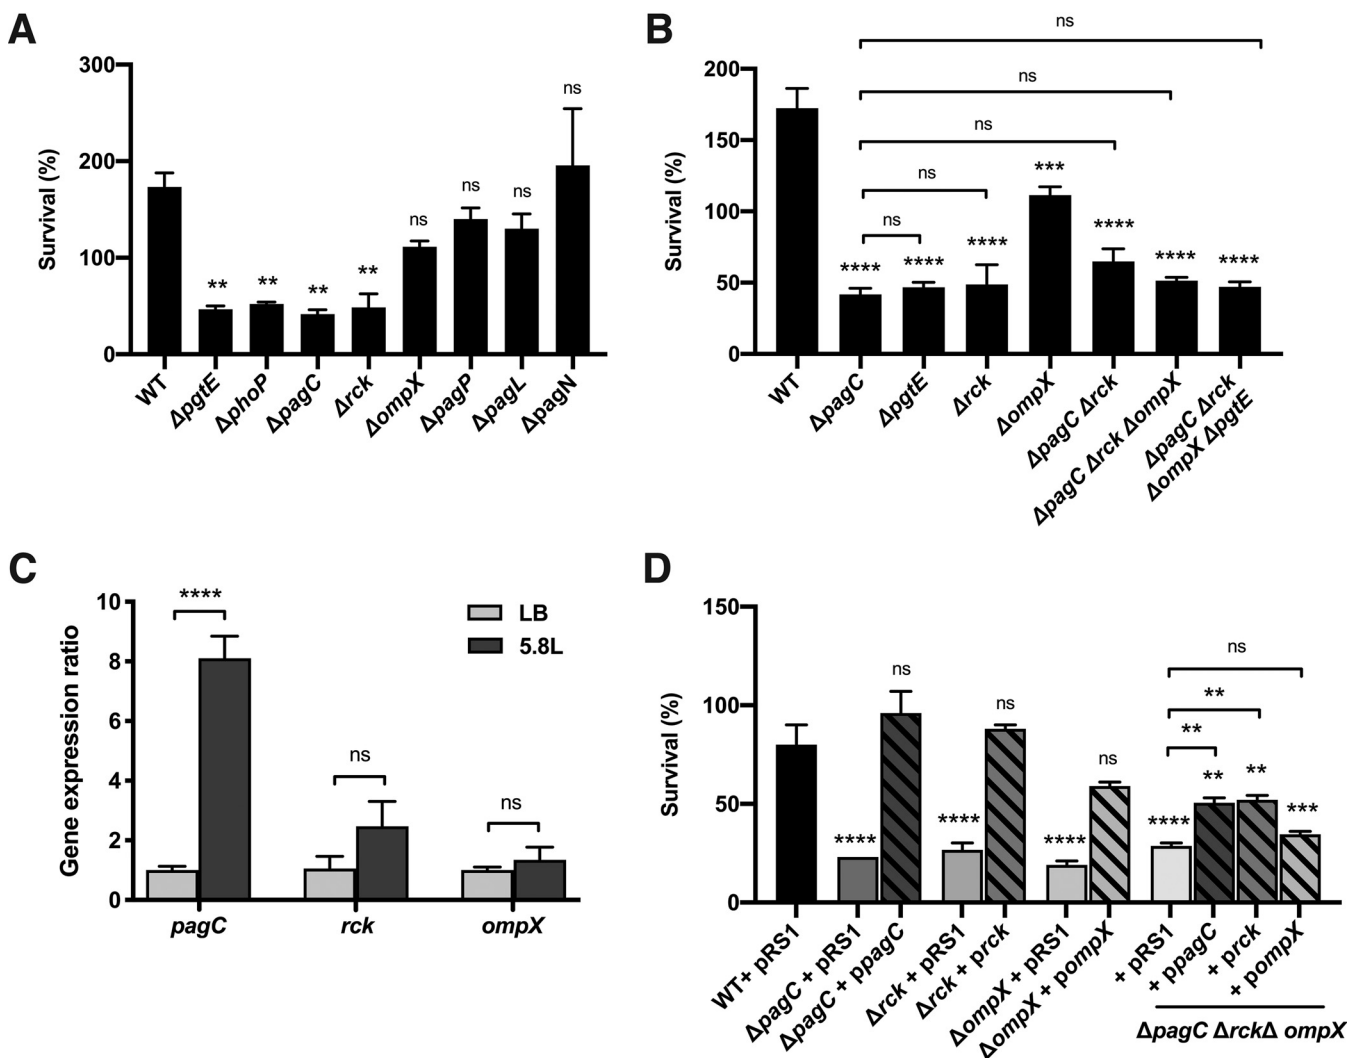 A
Survival (%)
300
200
100
0
**
**
**
**
ns
ns
ns
ns
WT
ΔpgtE
ΔphoP
ΔpagC
Δrck
ΔompX
ΔpagP
ΔpagL
ΔpagN
B
Survival (%)
200
150
100
50
0
ns
ns
ns
ns
ns
****
****
****
***
****
****
****
WT
ΔpagC
ΔpgtE
Δrck
ΔompX
ΔpagC Δrck
ΔpagC Δrck ΔompX
ΔpagC Δrck
ΔompX ΔpgtE
C
Gene expression ratio
10
8
6
4
2
0
****
ns
ns
LB
5.8L
pagC
rck
ompX
D
Survival (%)
150
100
50
0
****
ns
****
ns
****
ns
ns
**
**
****
**
**
***
WT+ pRS1
ΔpagC + pRS1
ΔpagC + ppagC
Δrck + pRS1
Δrck + prck
ΔompX + pRS1
ΔompX + pompX
+ pRS1
+ ppagC
+ prck
+ pompX
ΔpagC ΔrckΔ ompX